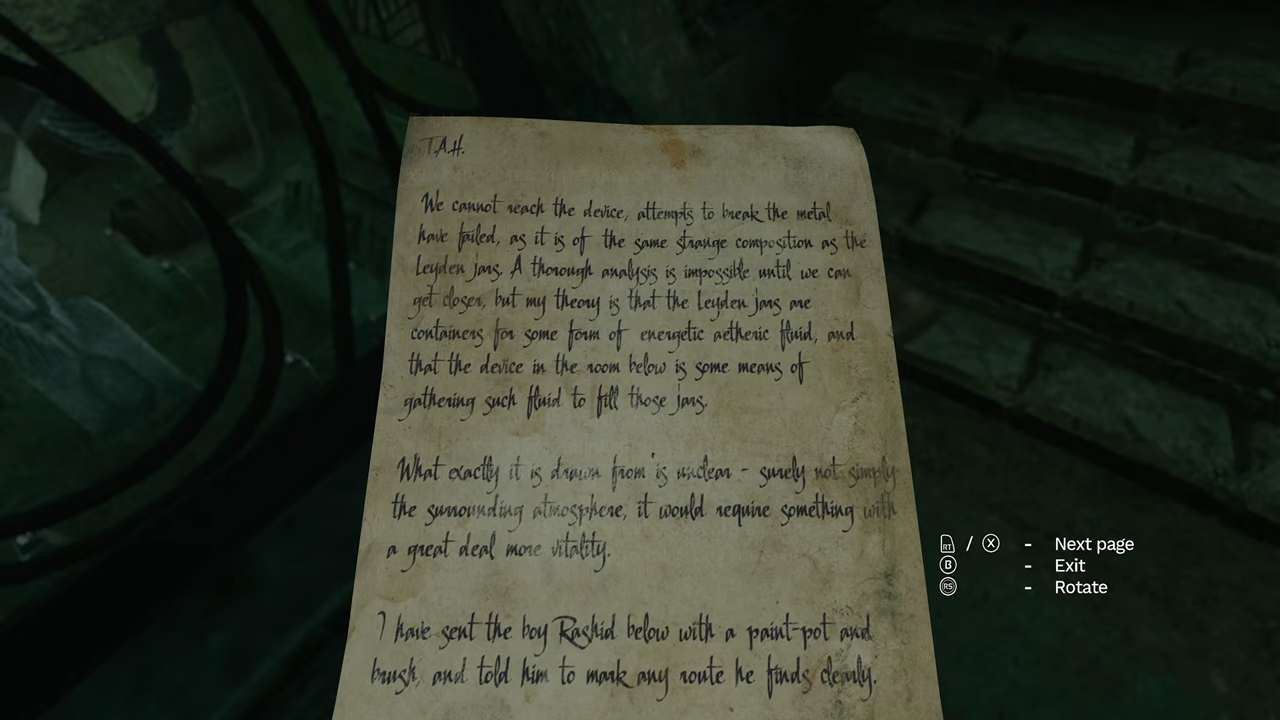 T.A.H.
We cannot reach the device, attempts to break the metal
have failed, as it is of the same strange composition as the
Leyden jars. A thorough analysis is impossible until we can
get closer, but my theory is that the Leyden jars are
containers for some form of energetic aetheric fluid, and
that the device in the room below is some means of
gathering such fluid to fill those jars.
What exactly it is drawn from is unclear - surely not simply
the surrounding atmosphere, it would require something with
a great deal more vitality.
I have sent the boy Rashid below with a paint-pot and
brush, and told him to mark any route he finds clearly.
RT / X - Next page
B - Exit
RS - Rotate